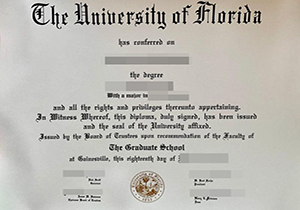 The University of Florida
has conferred on
the degree
With a major in
and all the rights and privileges thereunto appertaining.
In Witness Whereof, this diploma, duly signed, has been issued
and the seal of the University affixed.
Issued by the Board of Trustees upon recommendation of the Faculty of
The Graduate School
at Gainesville, this eighteenth day of